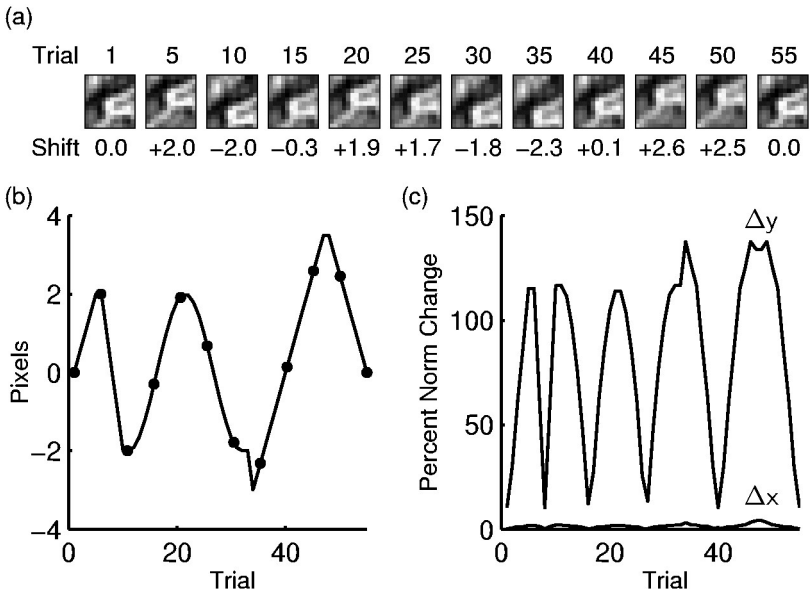 (a)
Trial 1 5 10 15 20 25 30 35 40 45 50 55
Shift 0.0 +2.0 −2.0 −0.3 +1.9 +1.7 −1.8 −2.3 +0.1 +2.6 +2.5 0.0
(b)
4
2
0
−2
−4
Pixels
0 20 40
Trial
(c)
150
100
50
0
Percent Norm Change
Δy
Δx
0 20 40
Trial